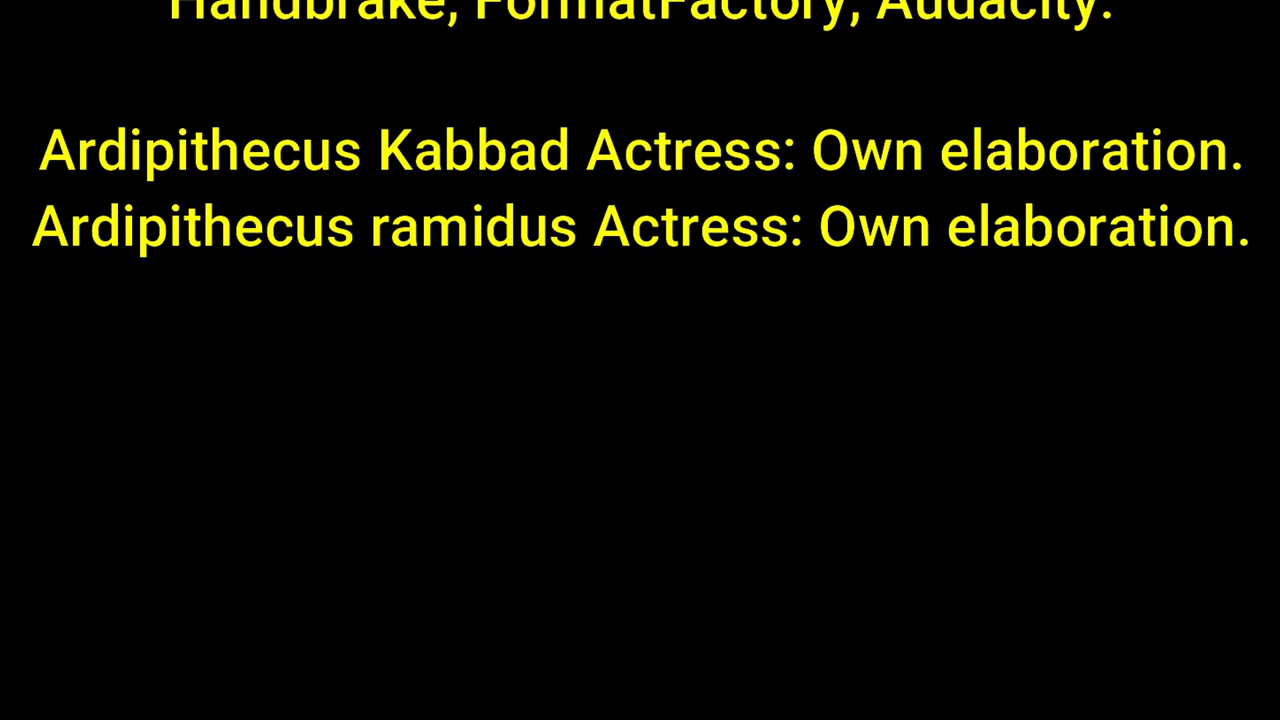 Handbrake, FormatFactory, Audacity.
Ardipithecus Kabbad Actress: Own elaboration.
Ardipithecus ramidus Actress: Own elaboration.